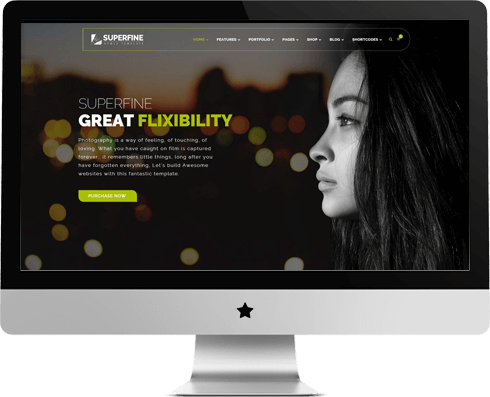 SUPERFINE
HTML5 TEMPLATE
HOME FEATURES PORTFOLIO PAGES SHOP BLOG SHORTCODES
SUPERFINE
GREAT FLIXIBILITY
Photography is a way of feeling, of touching, of
loving. What you have caught on film is captured
forever... it remembers little things, long after you
have forgotten everything. Let's build Awesome
websites with this fantastic template
PURCHASE NOW